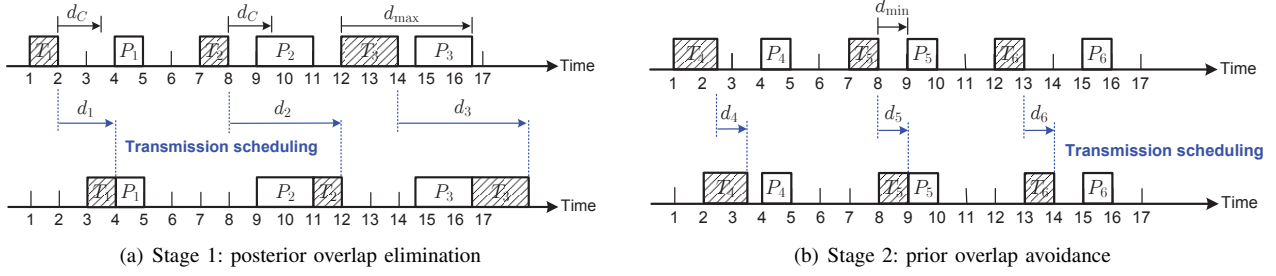 d_C d_C d_max
T_1 P_1 T_2 P_2 T_3 P_3
Time
1 2 3 4 5 6 7 8 9 10 11 12 13 14 15 16 17
d_1 d_2 d_3
Transmission scheduling
T_1 P_1 P_2 T_2 P_3 T_3
Time
1 2 3 4 5 6 7 8 9 10 11 12 13 14 15 16 17
(a) Stage 1: posterior overlap elimination
d_min
T_4 P_4 T_5 P_5 T_6 P_6
Time
1 2 3 4 5 6 7 8 9 10 11 12 13 14 15 16 17
d_4 d_5 d_6
Transmission scheduling
T_4 P_4 T_5 P_5 T_6 P_6
Time
1 2 3 4 5 6 7 8 9 10 11 12 13 14 15 16 17
(b) Stage 2: prior overlap avoidance